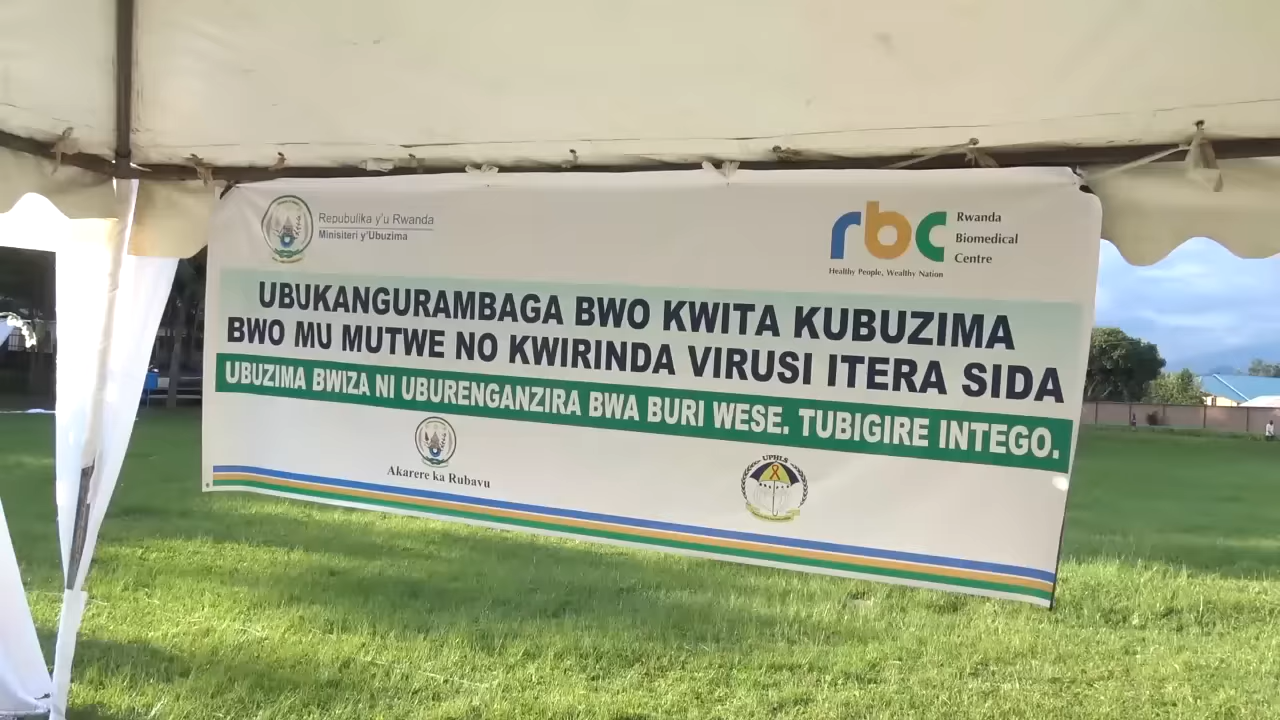 Repubulika y'u Rwanda
Minisiteri y'Ubuzima
rbc
Rwanda
Biomedical
Centre
Healthy People, Wealthy Nation
UBUKANGURAMBAGA BWO KWITA KUBUZIMA
BWO MU MUTWE NO KWIRINDA VIRUSI ITERA SIDA
UBUZIMA BWIZA NI UBURENGANZIRA BWA BURI WESE. TUBIGIRE INTEGO.
Akarere ka Rubavu
UPHLS